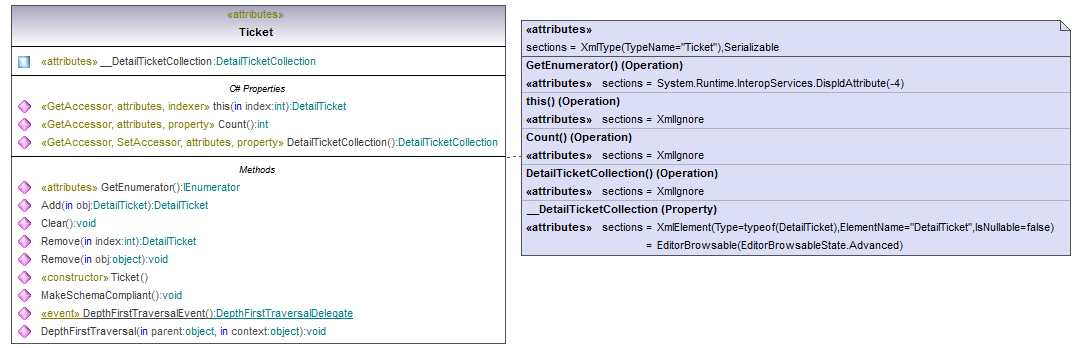 «attributes»
Ticket
«attributes» __DetailTicketCollection:DetailTicketCollection
C# Properties
«GetAccessor, attributes, indexer» this(in index:int):DetailTicket
«GetAccessor, attributes, property» Count():int
«GetAccessor, SetAccessor, attributes, property» DetailTicketCollection():DetailTicketCollection
Methods
«attributes» GetEnumerator():IEnumerator
Add(in obj:DetailTicket):DetailTicket
Clear():void
Remove(in index:int):DetailTicket
Remove(in obj:object):void
«constructor» Ticket()
MakeSchemaCompliant():void
«event» DepthFirstTraversalEvent():DepthFirstTraversalDelegate
DepthFirstTraversal(in parent:object, in context:object):void
«attributes»
sections = XmlType(TypeName="Ticket"),Serializable
GetEnumerator() (Operation)
«attributes» sections = System.Runtime.InteropServices.DispIdAttribute(-4)
this() (Operation)
«attributes» sections = XmlIgnore
Count() (Operation)
«attributes» sections = XmlIgnore
DetailTicketCollection() (Operation)
«attributes» sections = XmlIgnore
__DetailTicketCollection (Property)
«attributes» sections = XmlElement(Type=typeof(DetailTicket),ElementName="DetailTicket",IsNullable=false)
= EditorBrowsable(EditorBrowsableState.Advanced)